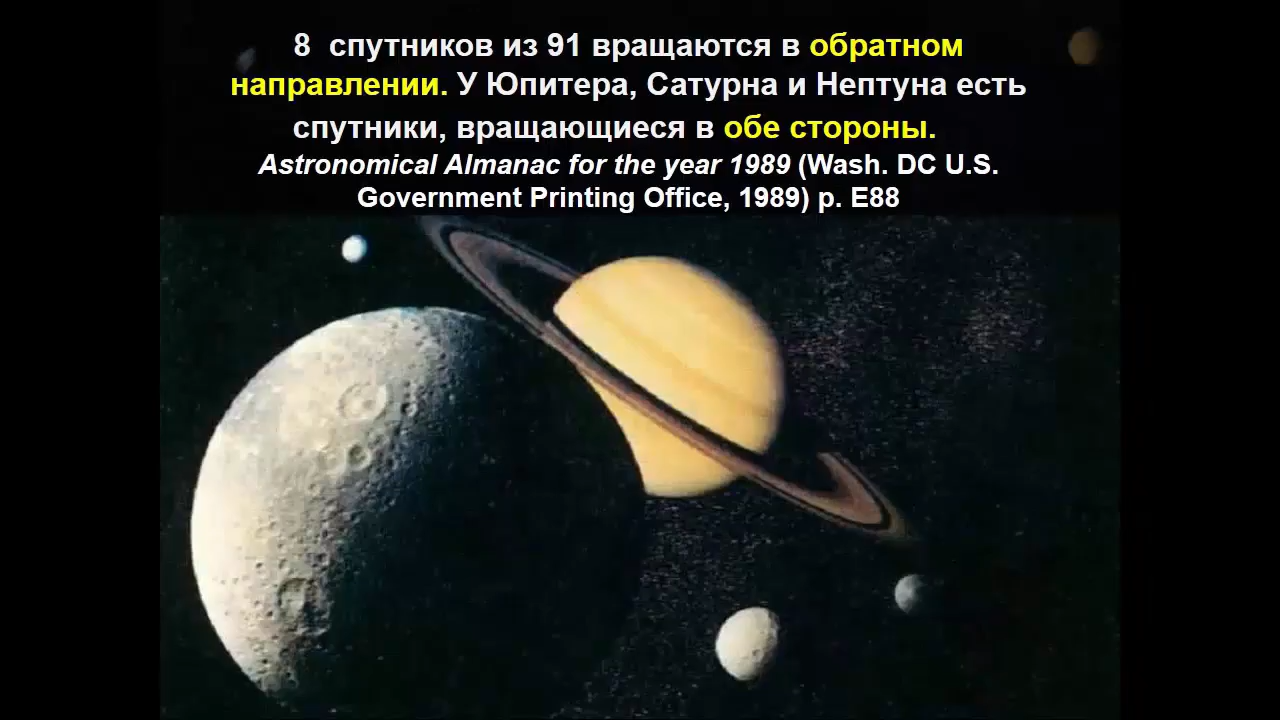 8 спутников из 91 вращаются в обратном
направлении. У Юпитера, Сатурна и Нептуна есть
спутники, вращающиеся в обе стороны.
Astronomical Almanac for the year 1989 (Wash. DC U.S.
Government Printing Office, 1989) p. E88